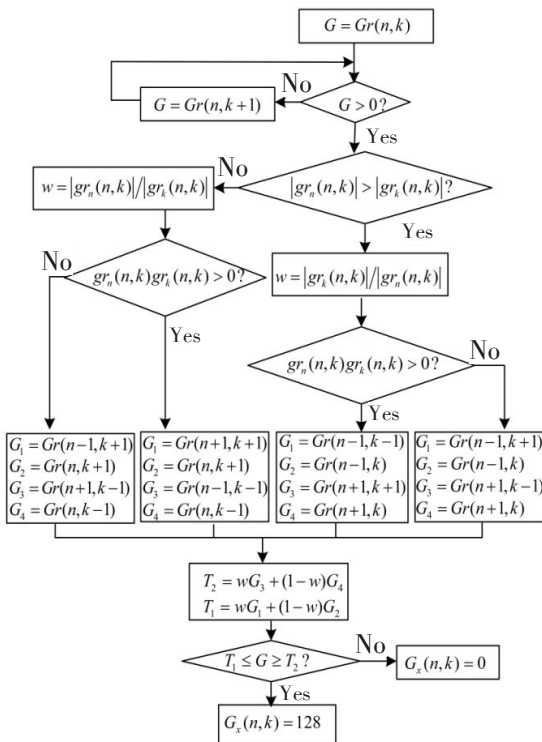 G = Gr(n,k)
No
G = Gr(n,k+1)
G > 0?
Yes
No
w = |gr_n(n,k)|/|gr_k(n,k)|
|gr_n(n,k)| > |gr_k(n,k)|?
Yes
No
gr_n(n,k)gr_k(n,k) > 0?
w = |gr_k(n,k)|/|gr_n(n,k)|
Yes
gr_n(n,k)gr_k(n,k) > 0?
No
Yes
G_1 = Gr(n−1,k+1)
G_2 = Gr(n,k+1)
G_3 = Gr(n+1,k−1)
G_4 = Gr(n,k−1)
G_1 = Gr(n+1,k+1)
G_2 = Gr(n,k+1)
G_3 = Gr(n−1,k−1)
G_4 = Gr(n,k−1)
G_1 = Gr(n−1,k−1)
G_2 = Gr(n−1,k)
G_3 = Gr(n+1,k+1)
G_4 = Gr(n+1,k)
G_1 = Gr(n−1,k+1)
G_2 = Gr(n−1,k)
G_3 = Gr(n+1,k−1)
G_4 = Gr(n+1,k)
T_2 = wG_3 + (1−w)G_4
T_1 = wG_1 + (1−w)G_2
T_1 ≤ G ≥ T_2?
No
G_x(n,k) = 0
Yes
G_x(n,k) = 128